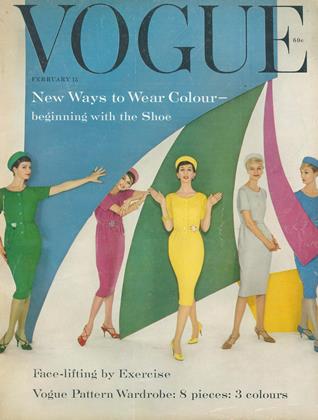 VOGUE
60c
FEBRUARY 15
New Ways to Wear Colour—
beginning with the Shoe
Face-lifting by Exercise
Vogue Pattern Wardrobe: 8 pieces: 3 colours